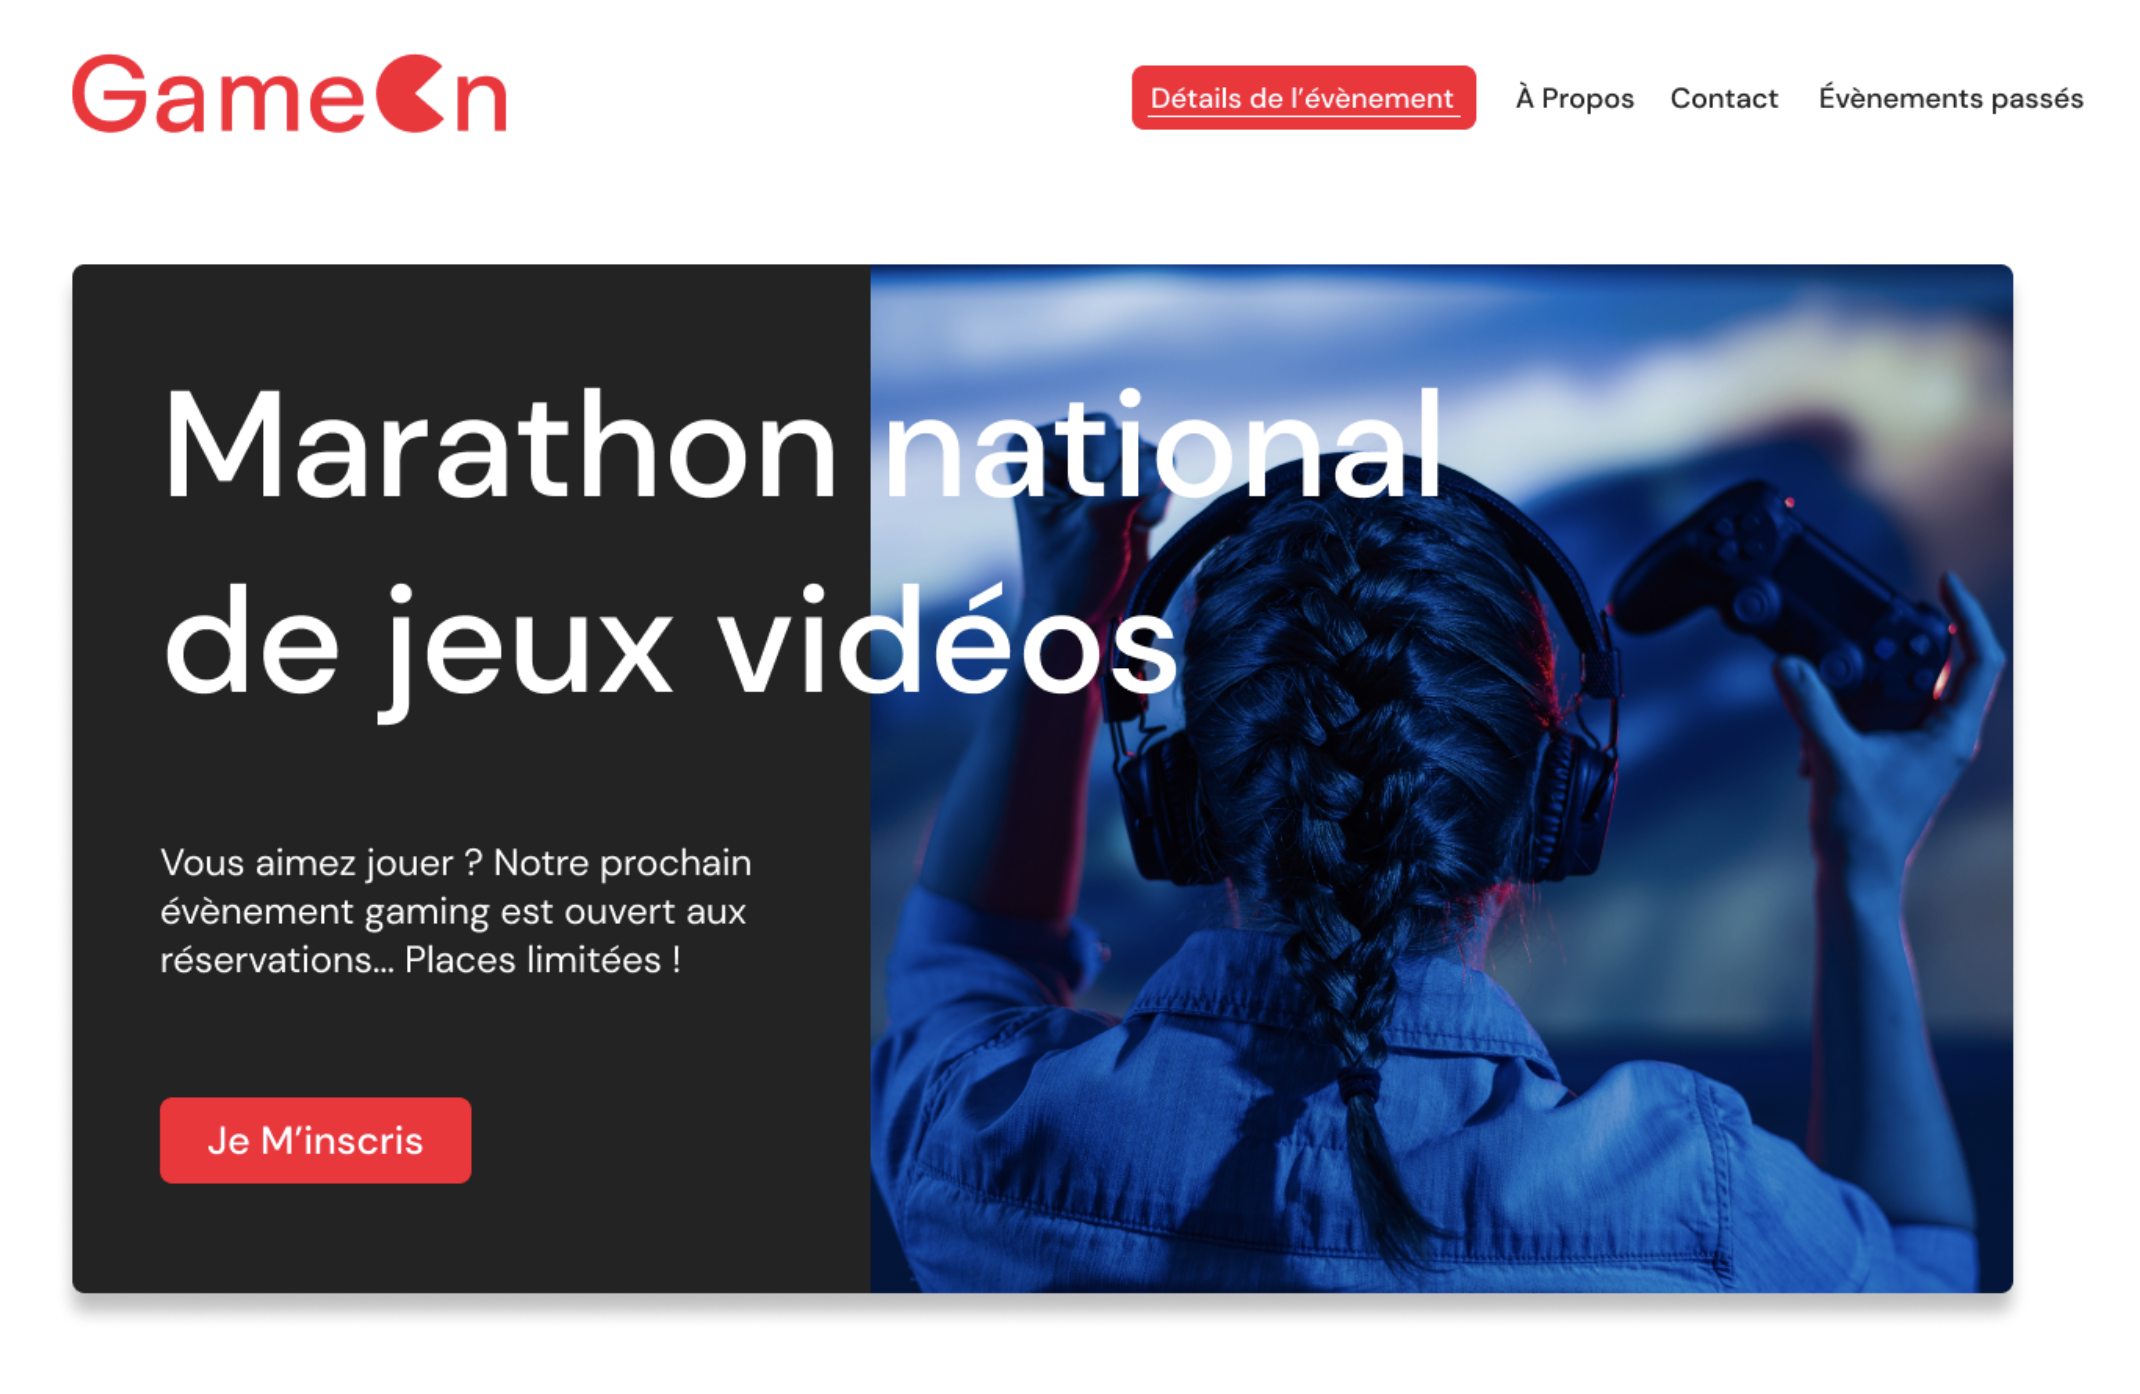 GameOn
Détails de l’évènement
À Propos
Contact
Évènements passés
Marathon national
de jeux vidéos
Vous aimez jouer ? Notre prochain
évènement gaming est ouvert aux
réservations... Places limitées !
Je M’inscris